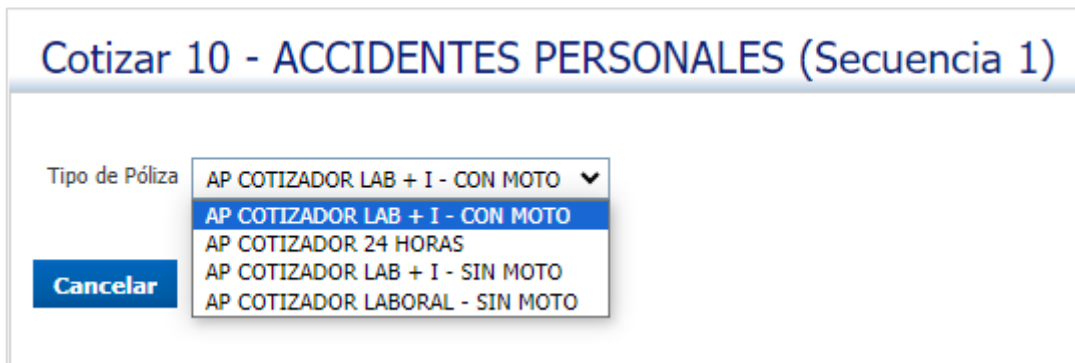 Cotizar 10 - ACCIDENTES PERSONALES (Secuencia 1)
Tipo de Póliza AP COTIZADOR LAB + I - CON MOTO
AP COTIZADOR LAB + I - CON MOTO
AP COTIZADOR 24 HORAS
AP COTIZADOR LAB + I - SIN MOTO
AP COTIZADOR LABORAL - SIN MOTO
Cancelar